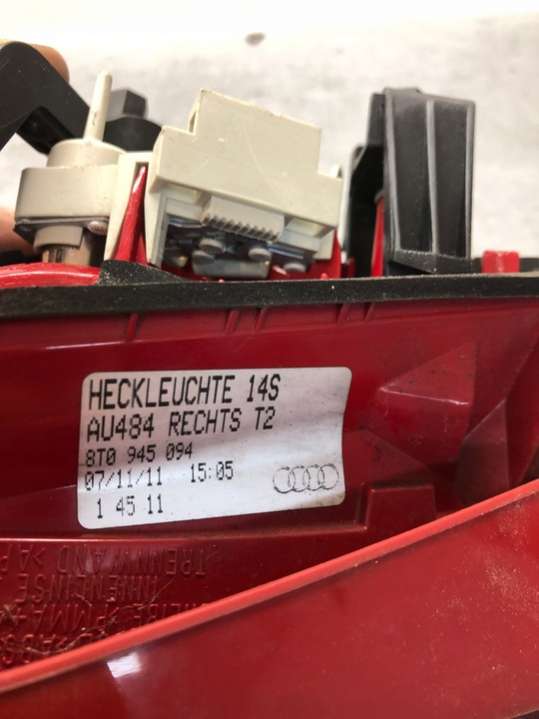 HECKLEUCHTE 14S
AU484 RECHTS T2
8T0 945 094
07/11/11 15:05
1 45 11